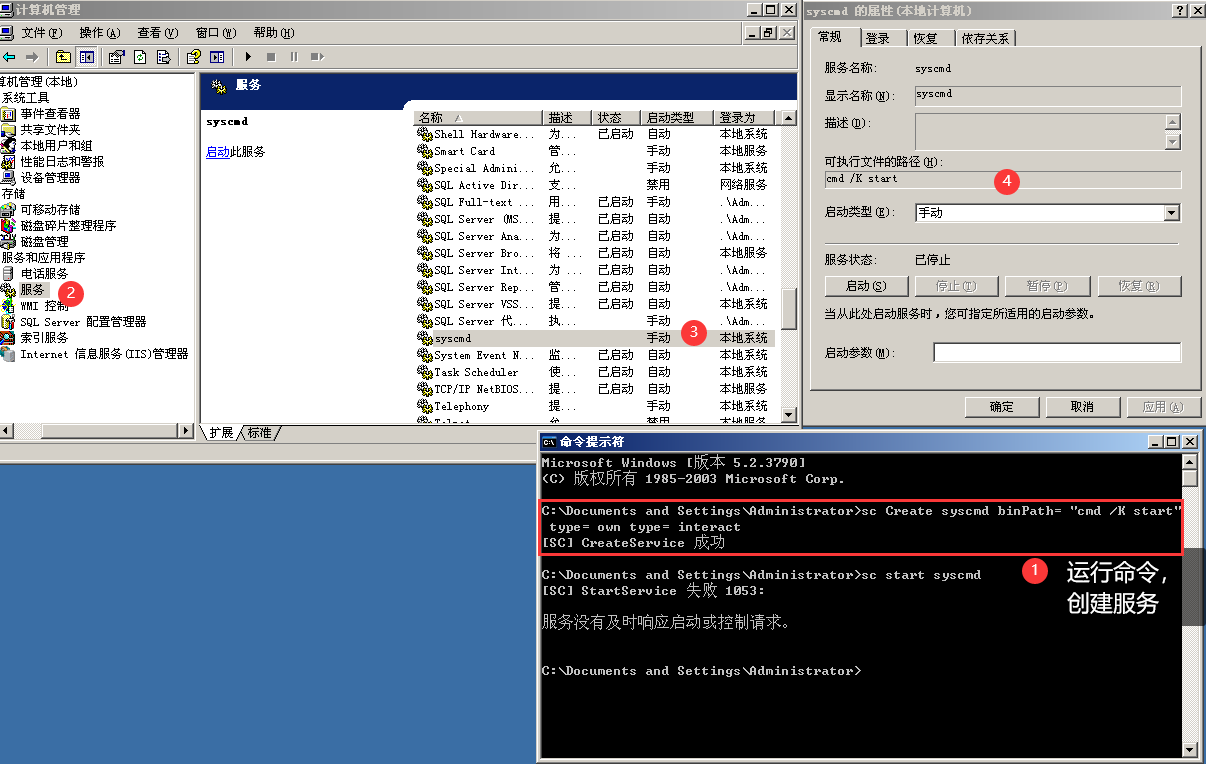 计算机管理
文件(F) 操作(A) 查看(V) 窗口(W) 帮助(H)
算机管理(本地)
系统工具
事件查看器
共享文件夹
本地用户和组
性能日志和警报
设备管理器
存储
可移动存储
磁盘碎片整理程序
磁盘管理
服务和应用程序
电话服务
服务
2
WMI 控制
SQL Server 配置管理器
索引服务
Internet 信息服务(IIS)管理器
服务
syscmd
启动此服务
名称 描述 状态 启动类型 登录为
Shell Hardware... 为... 已启动 自动 本地系统
Smart Card 管... 手动 本地服务
Special Admini... 允... 手动 本地系统
SQL Active Dir... 支... 禁用 网络服务
SQL Full-text ... 用... 已启动 自动 .\Adm...
SQL Server (MS... 提... 已启动 自动 .\Adm...
SQL Server Ana... 为... 已启动 自动 .\Adm...
SQL Server Bro... 将... 已启动 自动 本地服务
SQL Server Int... 为... 已启动 自动 .\Adm...
SQL Server Rep... 管... 已启动 自动 .\Adm...
SQL Server VSS... 提... 已启动 自动 本地系统
SQL Server 代... 执... 手动 .\Adm...
syscmd 手动 3 本地系统
System Event N... 监... 已启动 自动 本地系统
Task Scheduler 使... 已启动 自动 本地系统
TCP/IP NetBIOS... 提... 已启动 自动 本地服务
Telephony 提... 手动 本地系统
Telnet 允... 禁用 本地服务
扩展 标准
syscmd 的属性(本地计算机)
常规 登录 恢复 依存关系
服务名称: syscmd
显示名称(N): syscmd
描述(D):
可执行文件的路径(H):
cmd /K start
4
启动类型(E): 手动
服务状态: 已停止
启动(S) 停止(T) 暂停(P) 恢复(R)
当从此处启动服务时，您可指定所适用的启动参数。
启动参数(M):
确定 取消 应用(A)
命令提示符
Microsoft Windows [版本 5.2.3790]
(C) 版权所有 1985-2003 Microsoft Corp.
C:\Documents and Settings\Administrator>sc Create syscmd binPath= "cmd /K start"
type= own type= interact
[SC] CreateService 成功
C:\Documents and Settings\Administrator>sc start syscmd
[SC] StartService 失败 1053:
服务没有及时响应启动或控制请求。
C:\Documents and Settings\Administrator>
1
运行命令，
创建服务